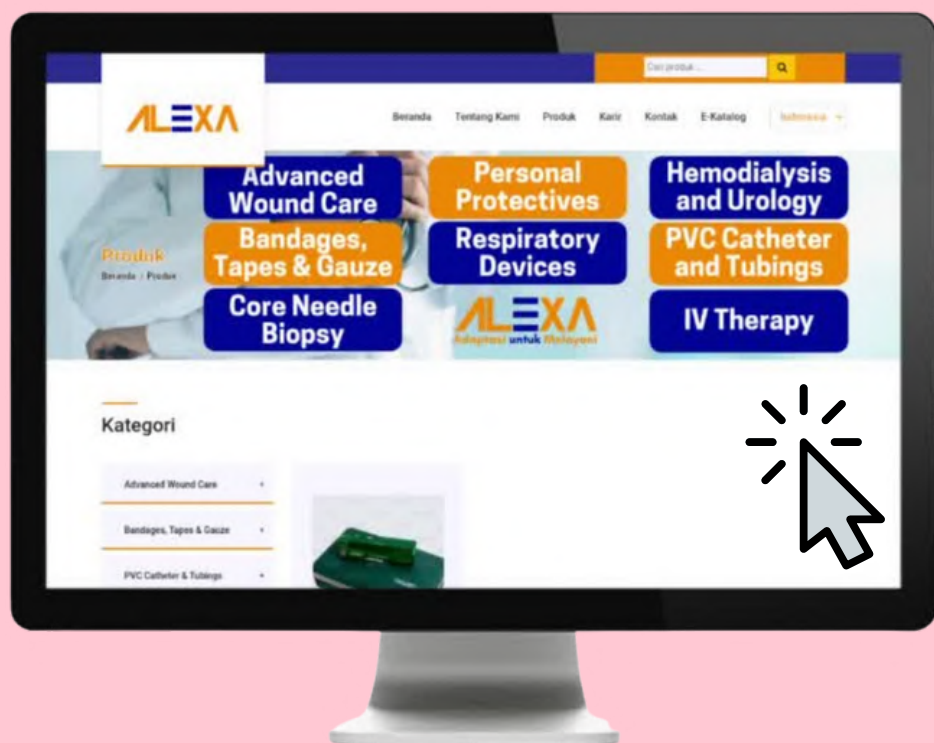 Cari produk ...
ALEXA
Beranda Tentang Kami Produk Karir Kontak E-Katalog Indonesia
Advanced
Wound Care
Personal
Protectives
Hemodialysis
and Urology
Produk
Beranda / Produk
Bandages,
Tapes & Gauze
Respiratory
Devices
PVC Catheter
and Tubings
Core Needle
Biopsy
ALEXA
Adaptasi untuk Melayani
IV Therapy
Kategori
Advanced Wound Care
Bandages, Tapes & Gauze
PVC Catheter & Tubings